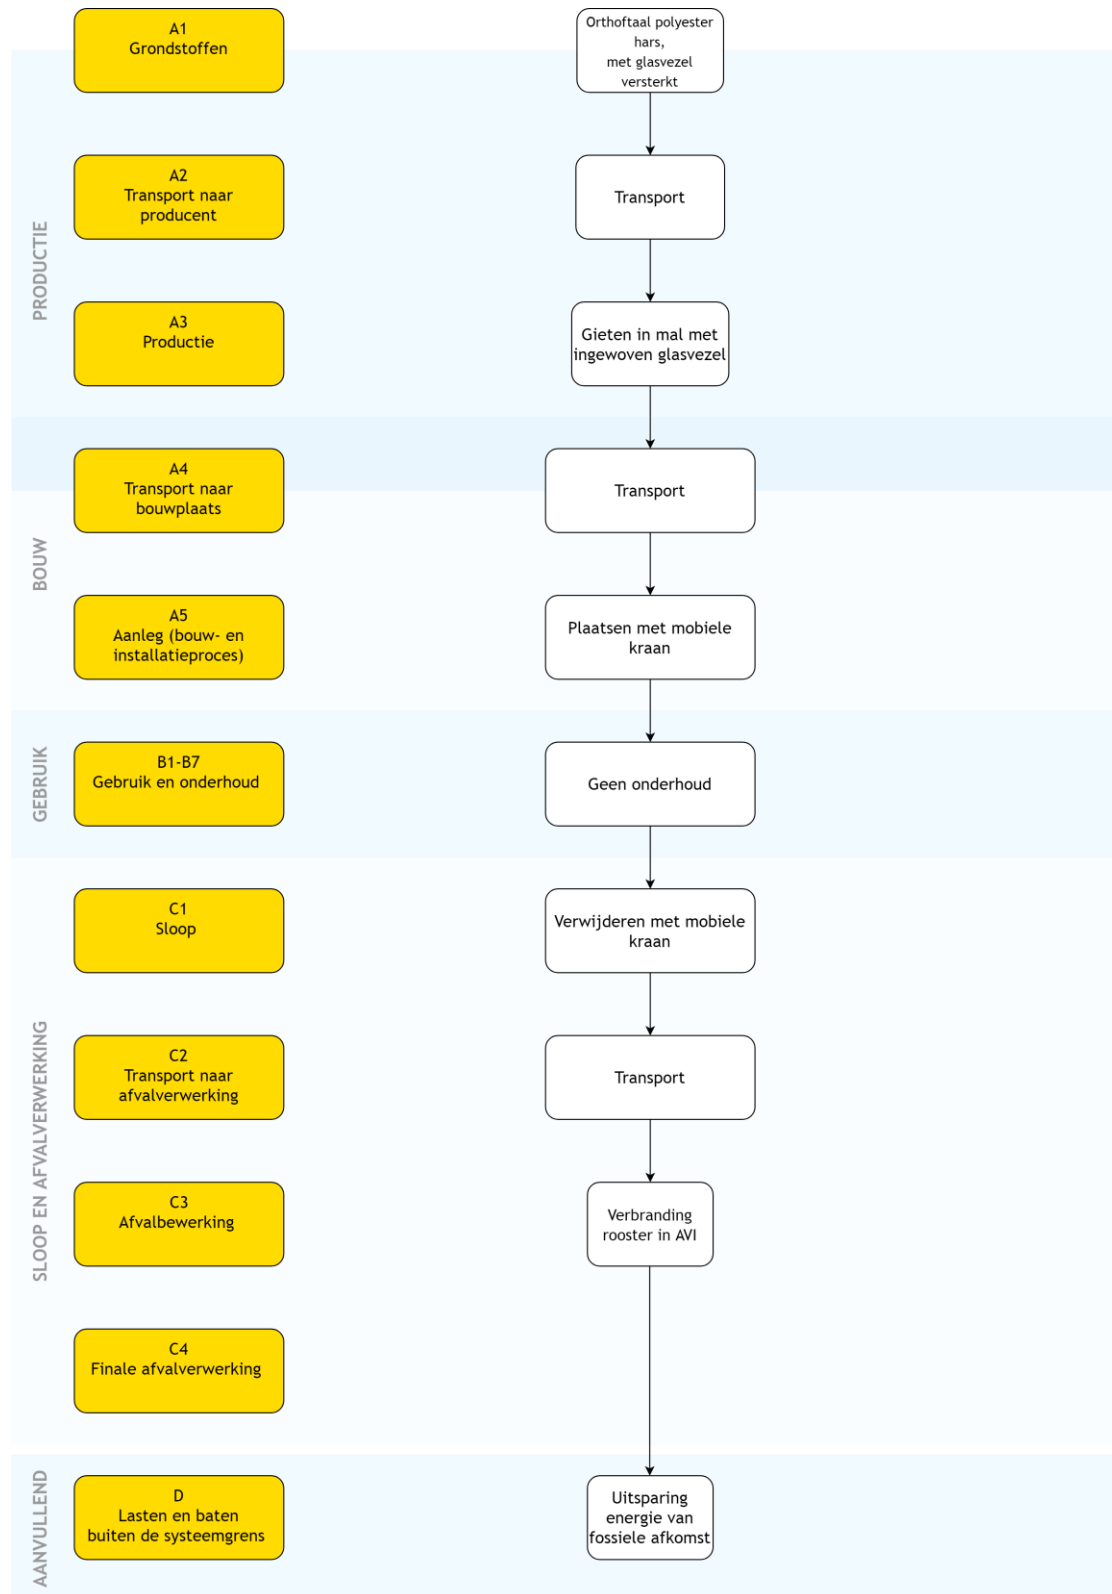 A1
Grondstoffen
Orthoftaal polyester
hars,
met glasvezel
versterkt
PRODUCTIE
A2
Transport naar
producent
Transport
A3
Productie
Gieten in mal met
ingewoven glasvezel
BOUW
A4
Transport naar
bouwplaats
Transport
A5
Aanleg (bouw- en
installatieproces)
Plaatsen met mobiele
kraan
GEBRUIK
B1-B7
Gebruik en onderhoud
Geen onderhoud
SLOOP EN AFVALVERWERKING
C1
Sloop
Verwijderen met mobiele
kraan
C2
Transport naar
afvalverwerking
Transport
C3
Afvalbewerking
Verbranding
rooster in AVI
C4
Finale afvalverwerking
AANVULLEND
D
Lasten en baten
buiten de systeemgrens
Uitsparing
energie van
fossiele afkomst